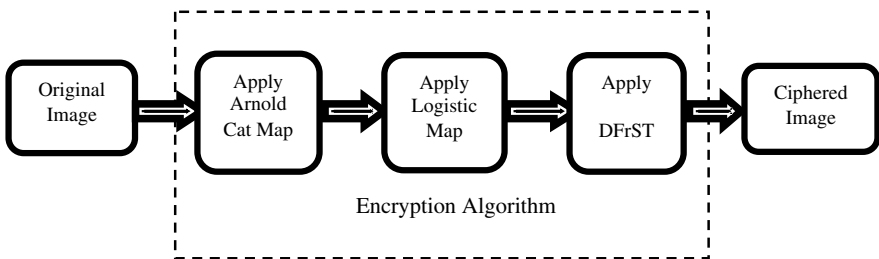 Original
Image
Apply
Arnold
Cat Map
Apply
Logistic
Map
Apply
DFrST
Ciphered
Image
Encryption Algorithm